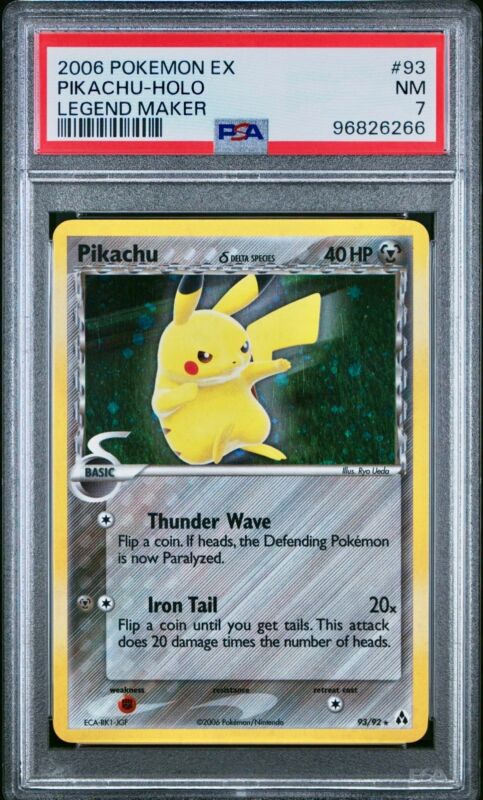 2006 POKEMON EX #93
PIKACHU-HOLO NM
LEGEND MAKER 7
PSA 96826266
Pikachu δ DELTA SPECIES 40 HP
BASIC
Illus. Ryo Ueda
Thunder Wave
Flip a coin. If heads, the Defending Pokémon
is now Paralyzed.
Iron Tail 20x
Flip a coin until you get tails. This attack
does 20 damage times the number of heads.
weakness resistance retreat cost
ECA-RK1-JGF ©2006 Pokémon/Nintendo 93/92 ★
PSA